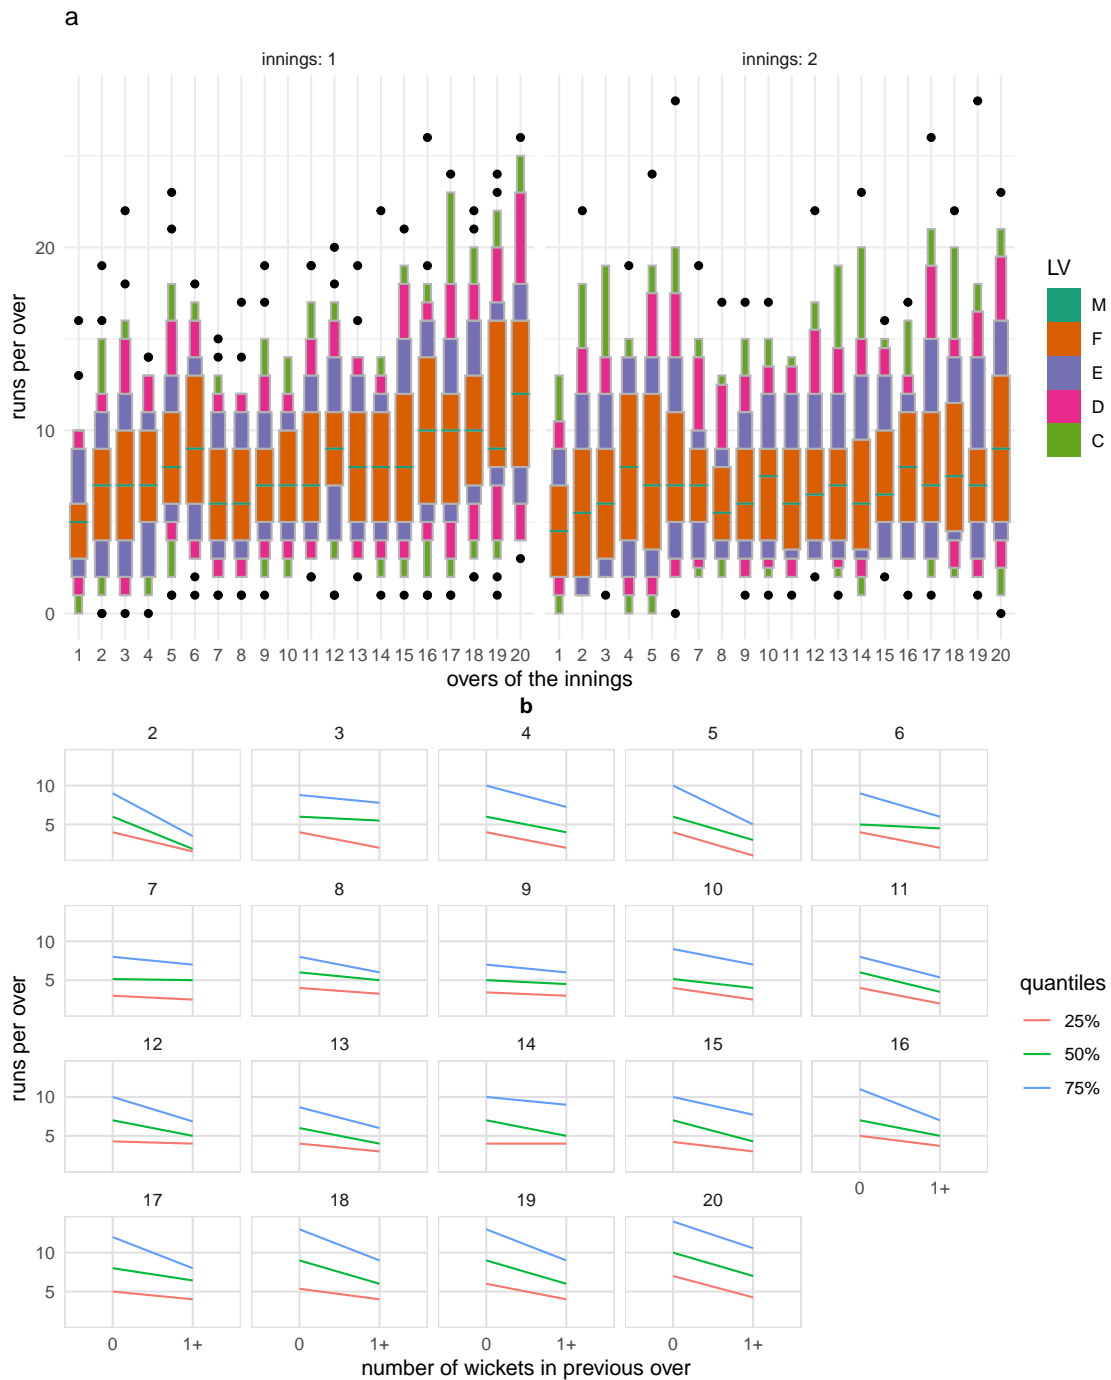 a
innings: 1 innings: 2
20
10
0
runs per over
1 2 3 4 5 6 7 8 9 10 11 12 13 14 15 16 17 18 19 20 1 2 3 4 5 6 7 8 9 10 11 12 13 14 15 16 17 18 19 20
overs of the innings
LV
M
F
E
D
C
b
2 3 4 5 6
10
5
7 8 9 10 11
10
5
12 13 14 15 16
10
5
0 1+
17 18 19 20
10
5
0 1+ 0 1+ 0 1+ 0 1+
runs per over
number of wickets in previous over
quantiles
25%
50%
75%